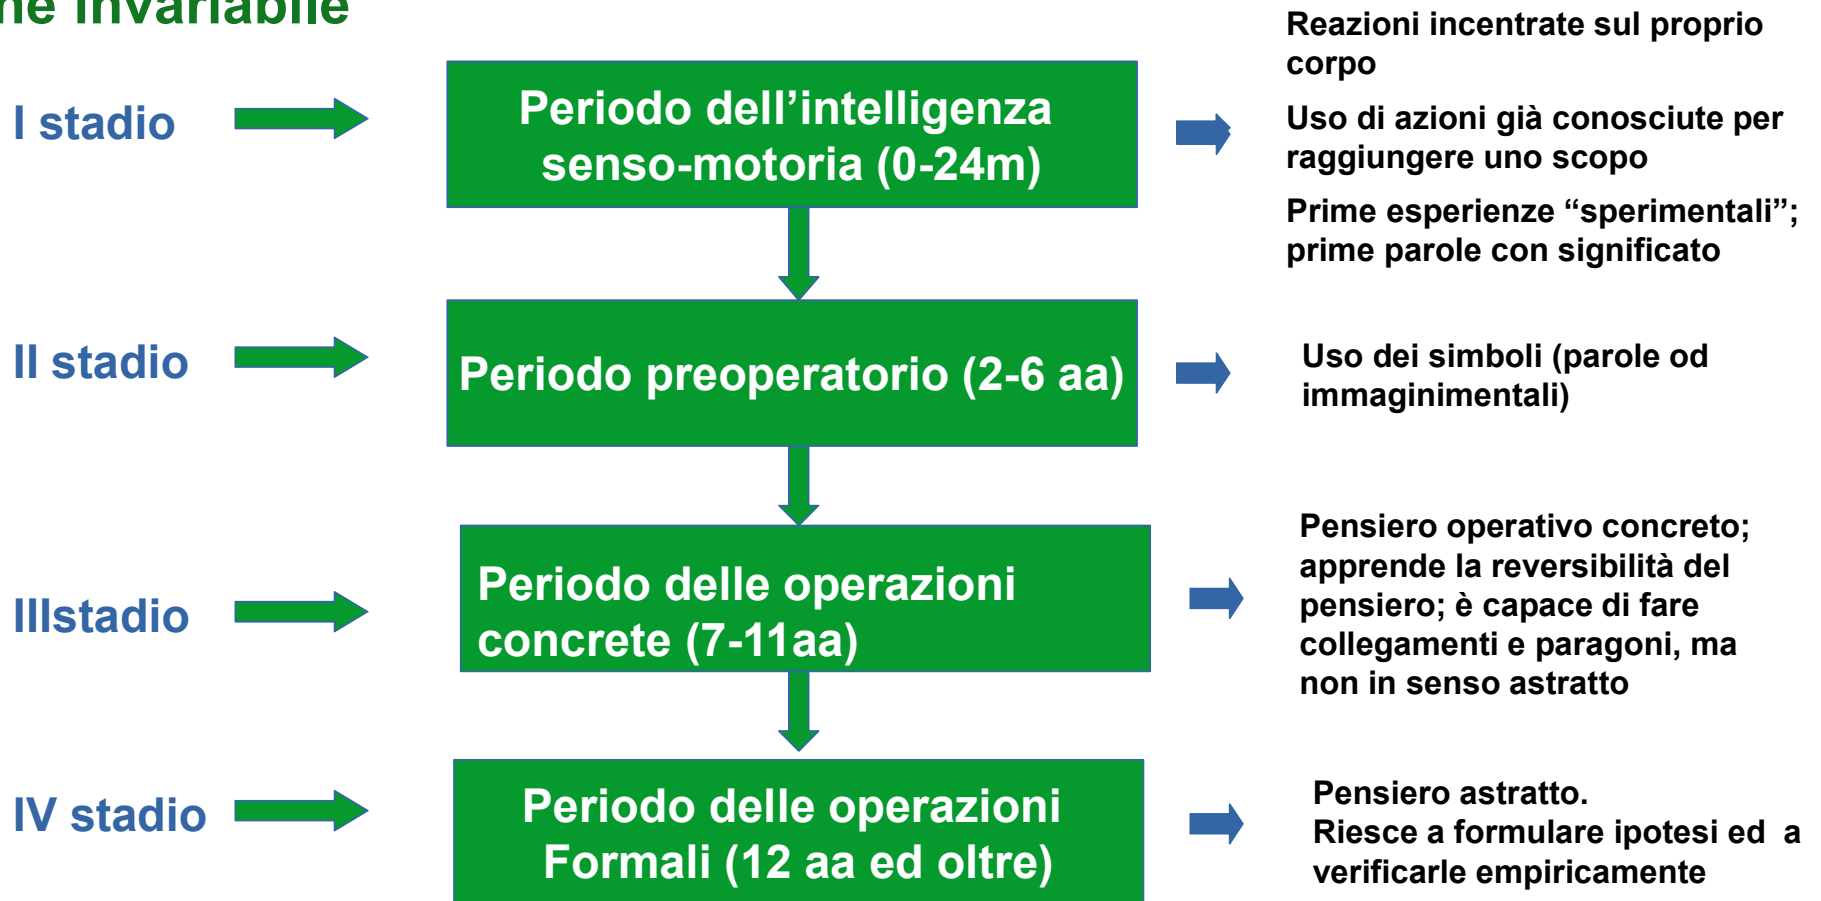 ne invariabile
I stadio
Periodo dell’intelligenza
senso-motoria (0-24m)
Reazioni incentrate sul proprio
corpo
Uso di azioni già conosciute per
raggiungere uno scopo
Prime esperienze “sperimentali”;
prime parole con significato
II stadio
Periodo preoperatorio (2-6 aa)
Uso dei simboli (parole od
immaginimentali)
IIIstadio
Periodo delle operazioni
concrete (7-11aa)
Pensiero operativo concreto;
apprende la reversibilità del
pensiero; è capace di fare
collegamenti e paragoni, ma
non in senso astratto
IV stadio
Periodo delle operazioni
Formali (12 aa ed oltre)
Pensiero astratto.
Riesce a formulare ipotesi ed  a
verificarle empiricamente